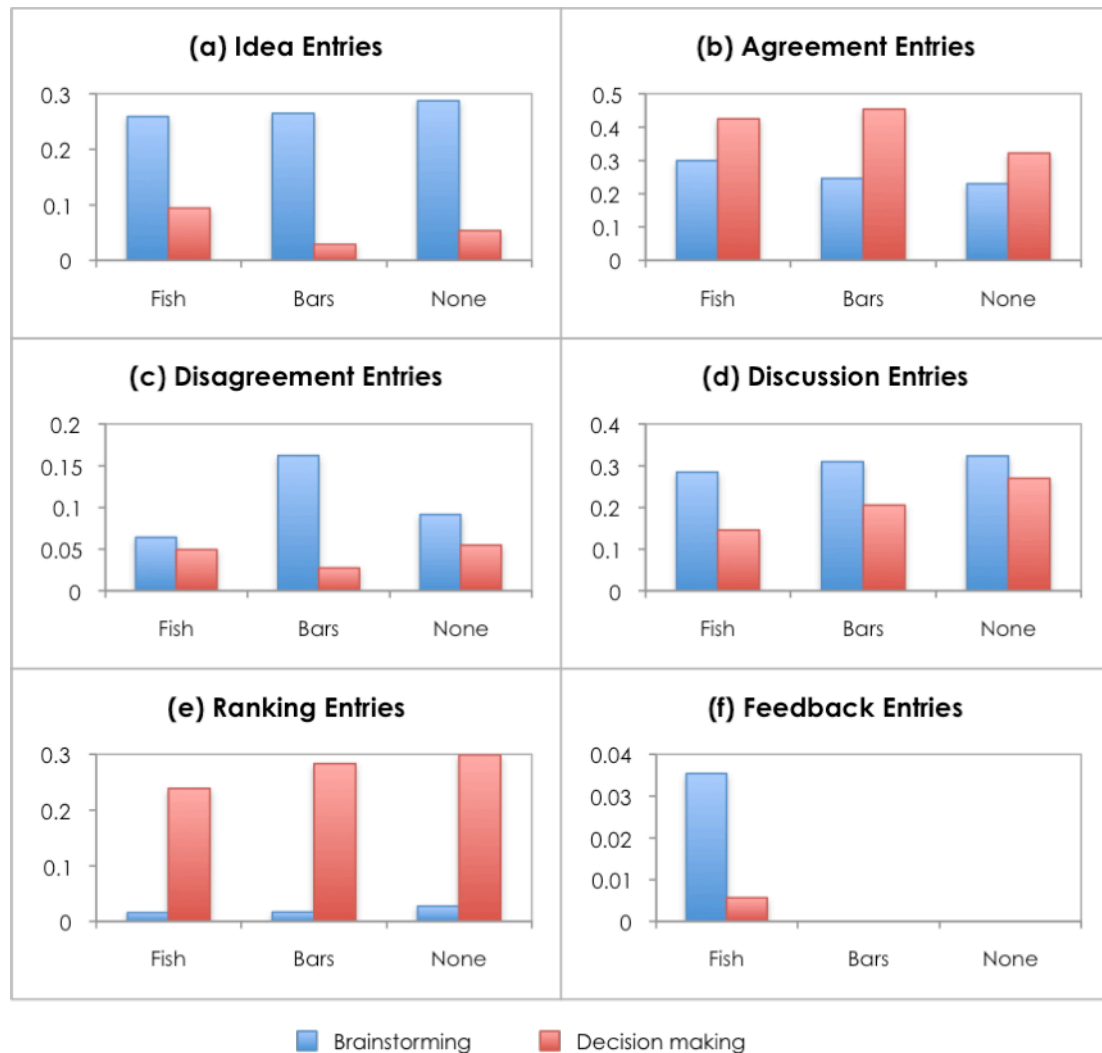 (a) Idea Entries
0.3
0.2
0.1
0
Fish Bars None
(b) Agreement Entries
0.5
0.4
0.3
0.2
0.1
0
Fish Bars None
(c) Disagreement Entries
0.2
0.15
0.1
0.05
0
Fish Bars None
(d) Discussion Entries
0.4
0.3
0.2
0.1
0
Fish Bars None
(e) Ranking Entries
0.3
0.2
0.1
0
Fish Bars None
(f) Feedback Entries
0.04
0.03
0.02
0.01
0
Fish Bars None
Brainstorming Decision making